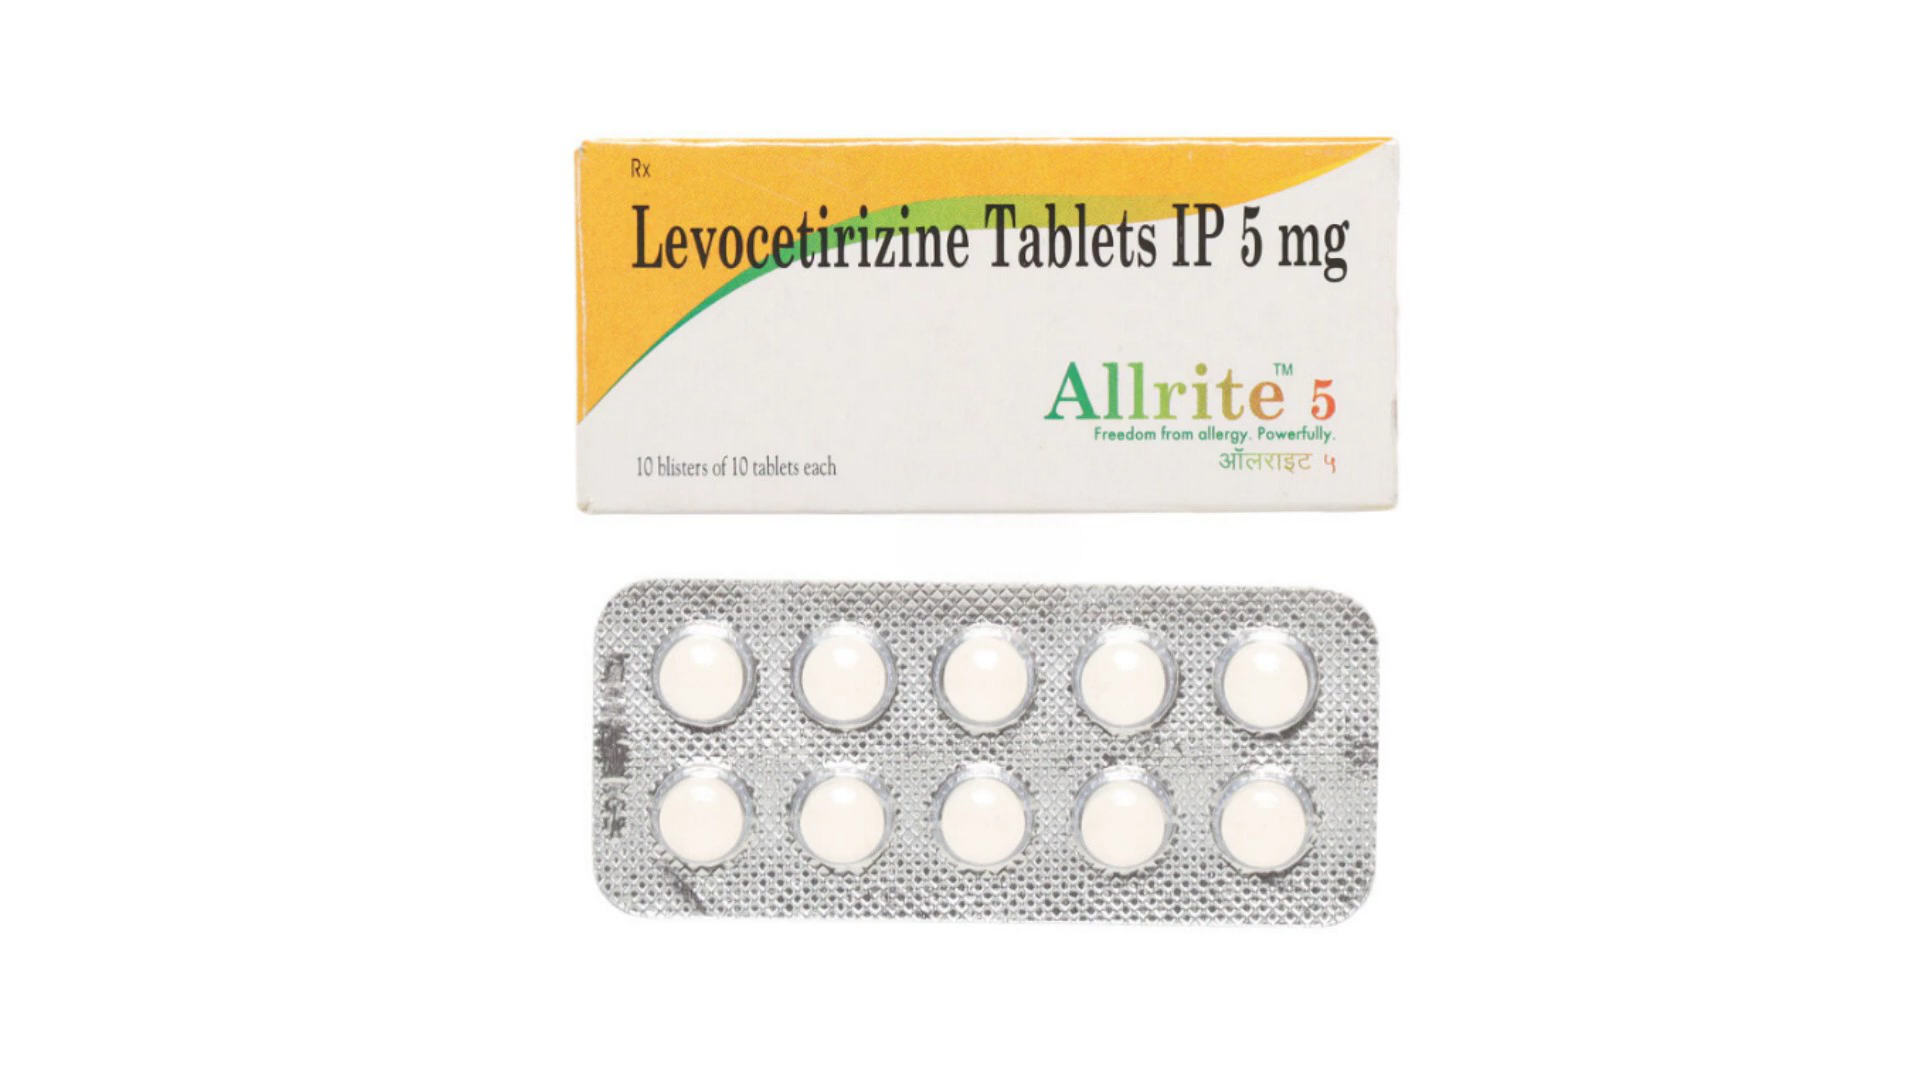 Rx
Levocetirizine Tablets IP 5 mg
Allrite™ 5
Freedom from allergy. Powerfully.
ऑलराइट ५
10 blisters of 10 tablets each